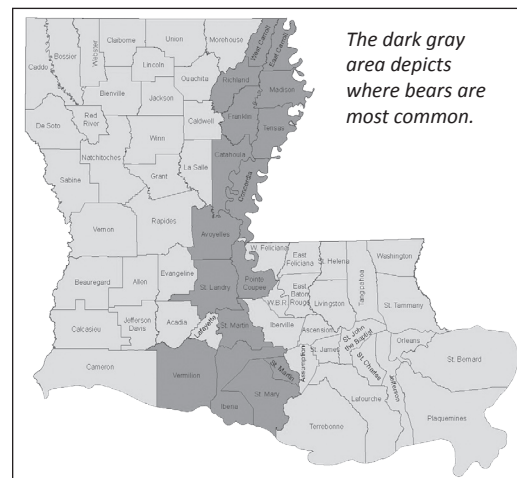 The dark gray
area depicts
where bears are
most common.
Caddo
Bossier
Webster
Claiborne
Union
Morehouse
West Carroll
East Carroll
Lincoln
Ouachita
Richland
Madison
Bienville
Jackson
Franklin
Tensas
De Soto
Red
River
Caldwell
Winn
Catahoula
Natchitoches
La Salle
Sabine
Grant
Concordia
Vernon
Rapides
Avoyelles
W. Feliciana
East
Feliciana
St. Helena
Tangipahoa
Washington
Beauregard
Allen
Evangeline
St. Landry
Pointe
Coupee
East
Baton
Rouge
W.B.R.
Livingston
St. Tammany
Calcasieu
Jefferson
Davis
Acadia
Lafayette
St. Martin
Iberville
Ascension
St. John
the Baptist
Orleans
St. Bernard
Cameron
Vermilion
Iberia
St. Martin
St. Mary
Assumption
St. James
St. Charles
Jefferson
Lafourche
Plaquemines
Terrebonne